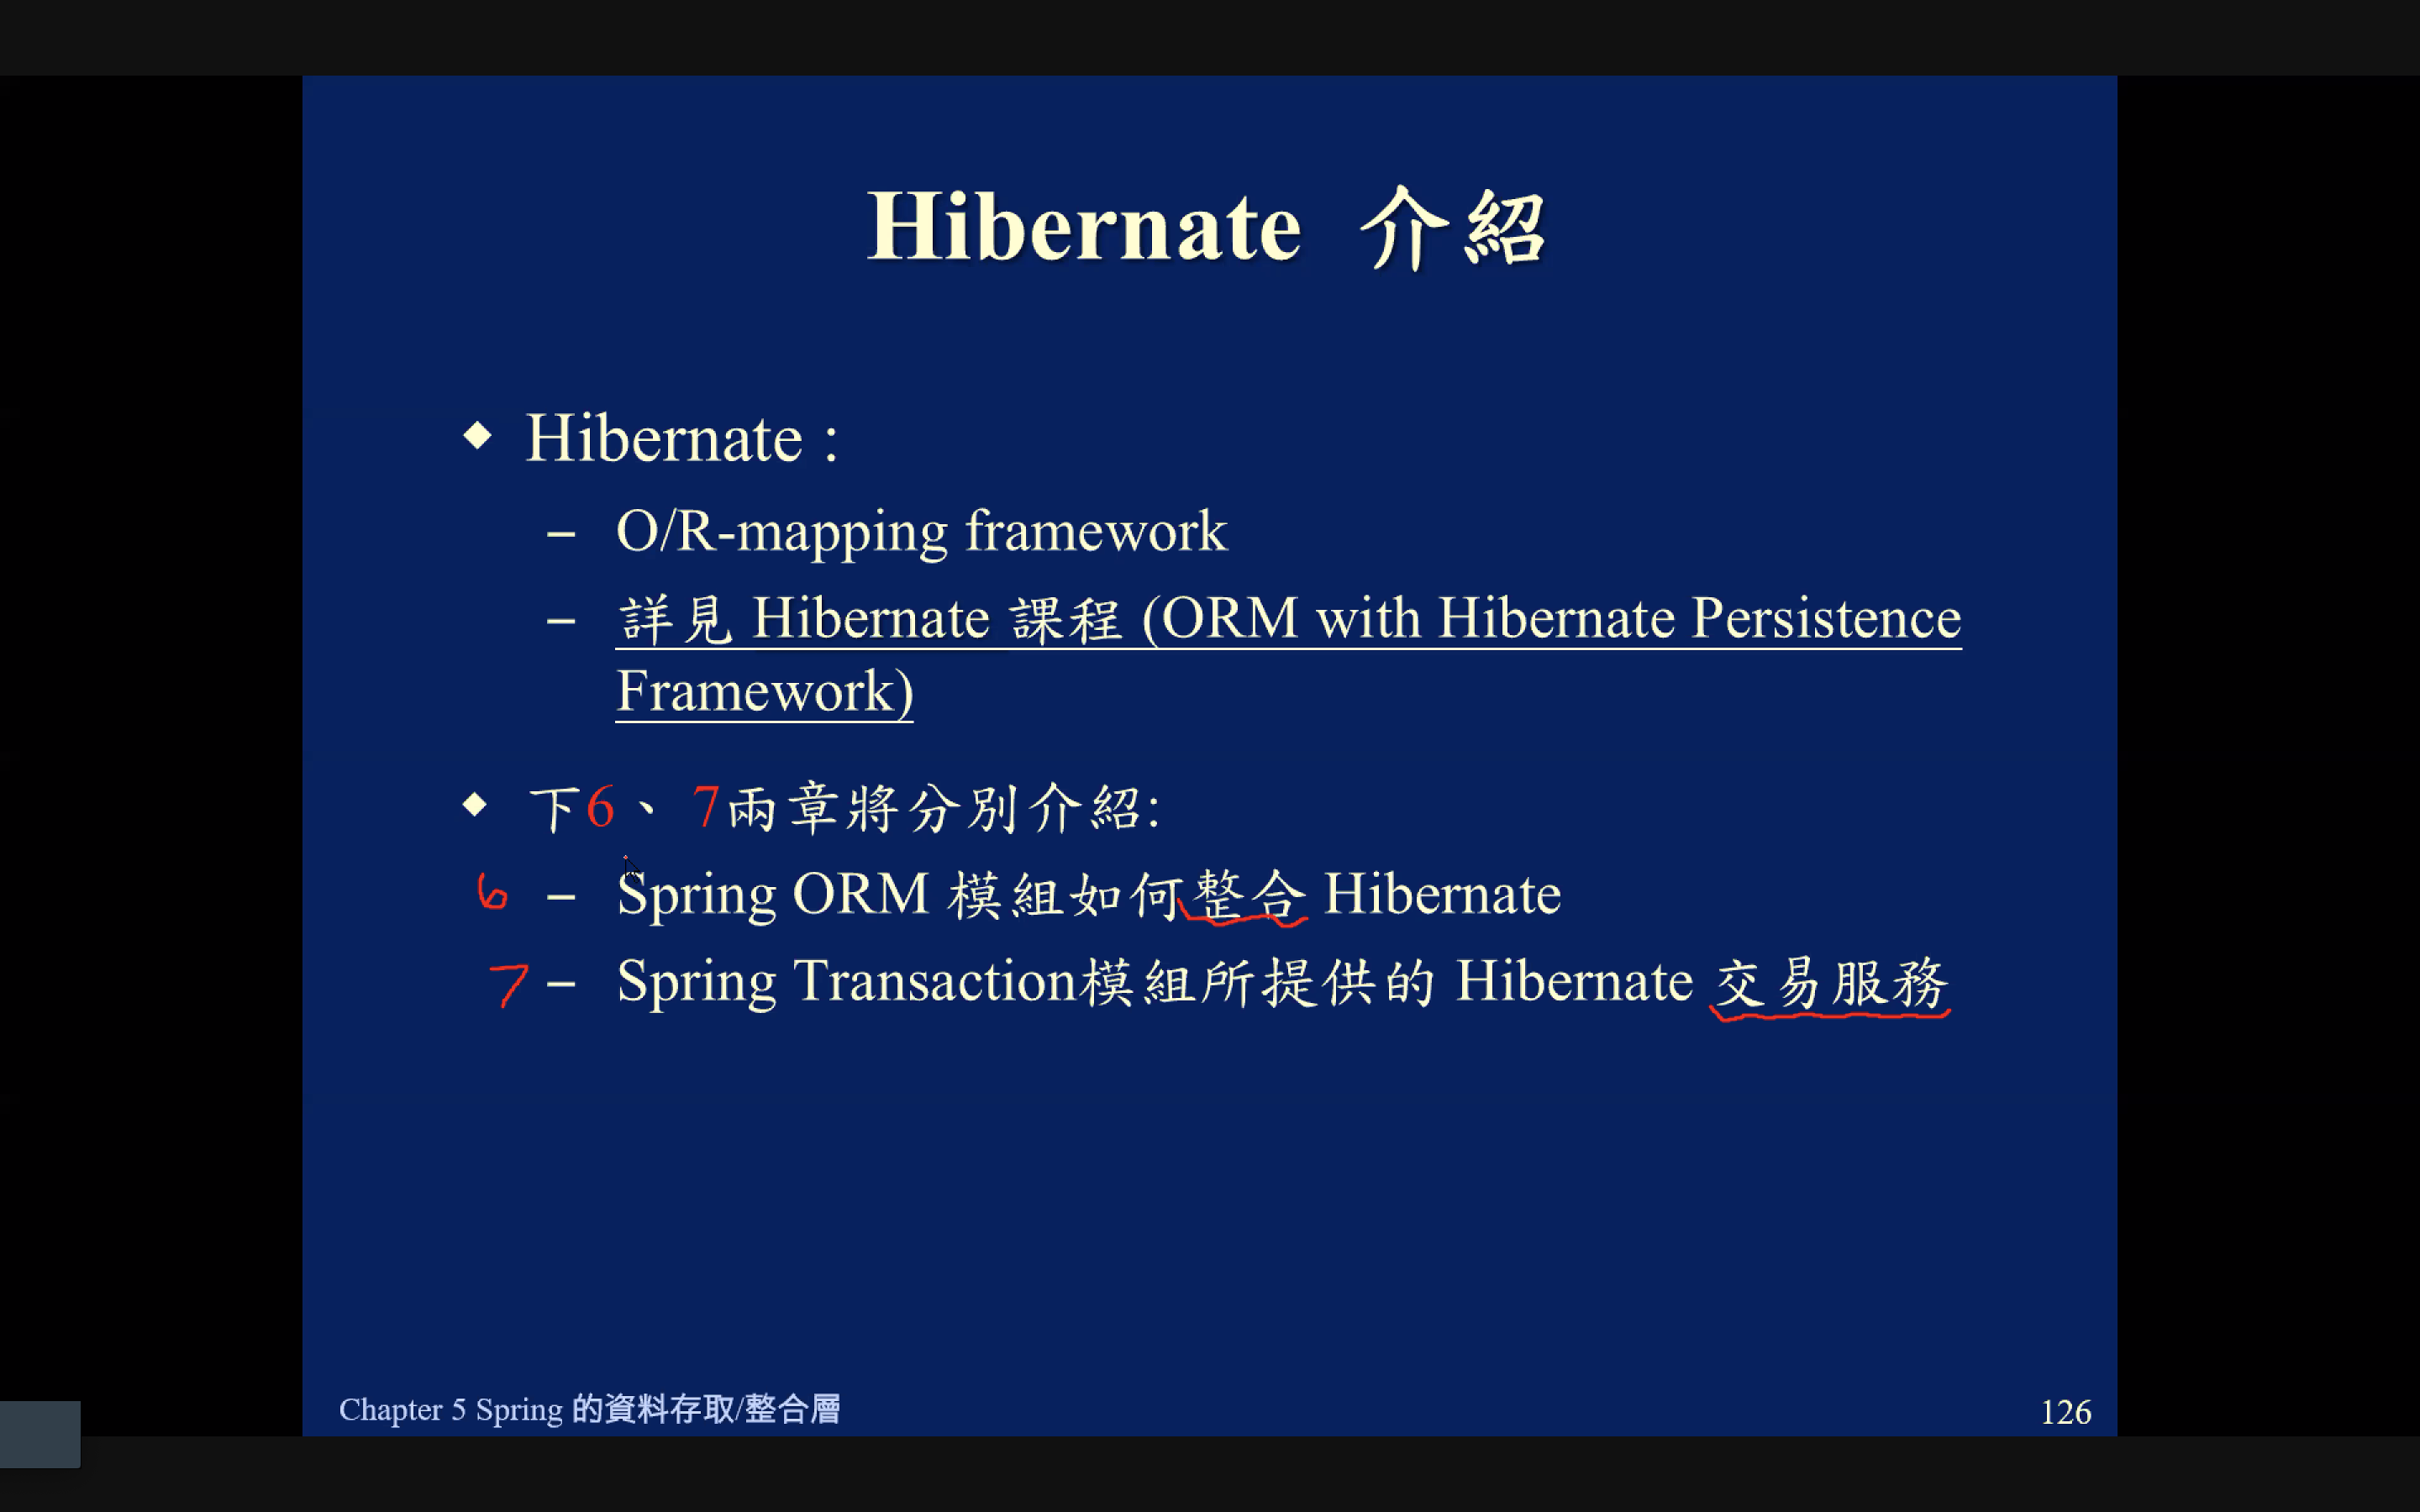 Hibernate 介紹
◆ Hibernate :
– O/R-mapping framework
– 詳見 Hibernate 課程 (ORM with Hibernate Persistence
Framework)
◆ 下6、 7兩章將分別介紹:
6 – Spring ORM 模組如何整合 Hibernate
7 – Spring Transaction模組所提供的 Hibernate 交易服務
Chapter 5 Spring 的資料存取/整合層
126